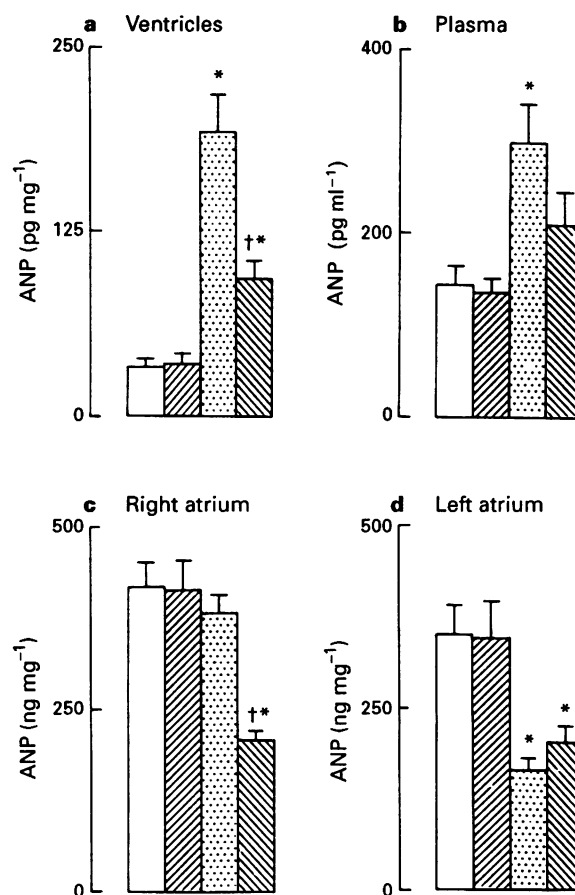 a Ventricles
250
125
0
ANP (pg mg⁻¹)
*
†*
b Plasma
400
200
0
ANP (pg ml⁻¹)
*
c Right atrium
500
250
0
ANP (ng mg⁻¹)
†*
d Left atrium
500
250
0
ANP (ng mg⁻¹)
*
*